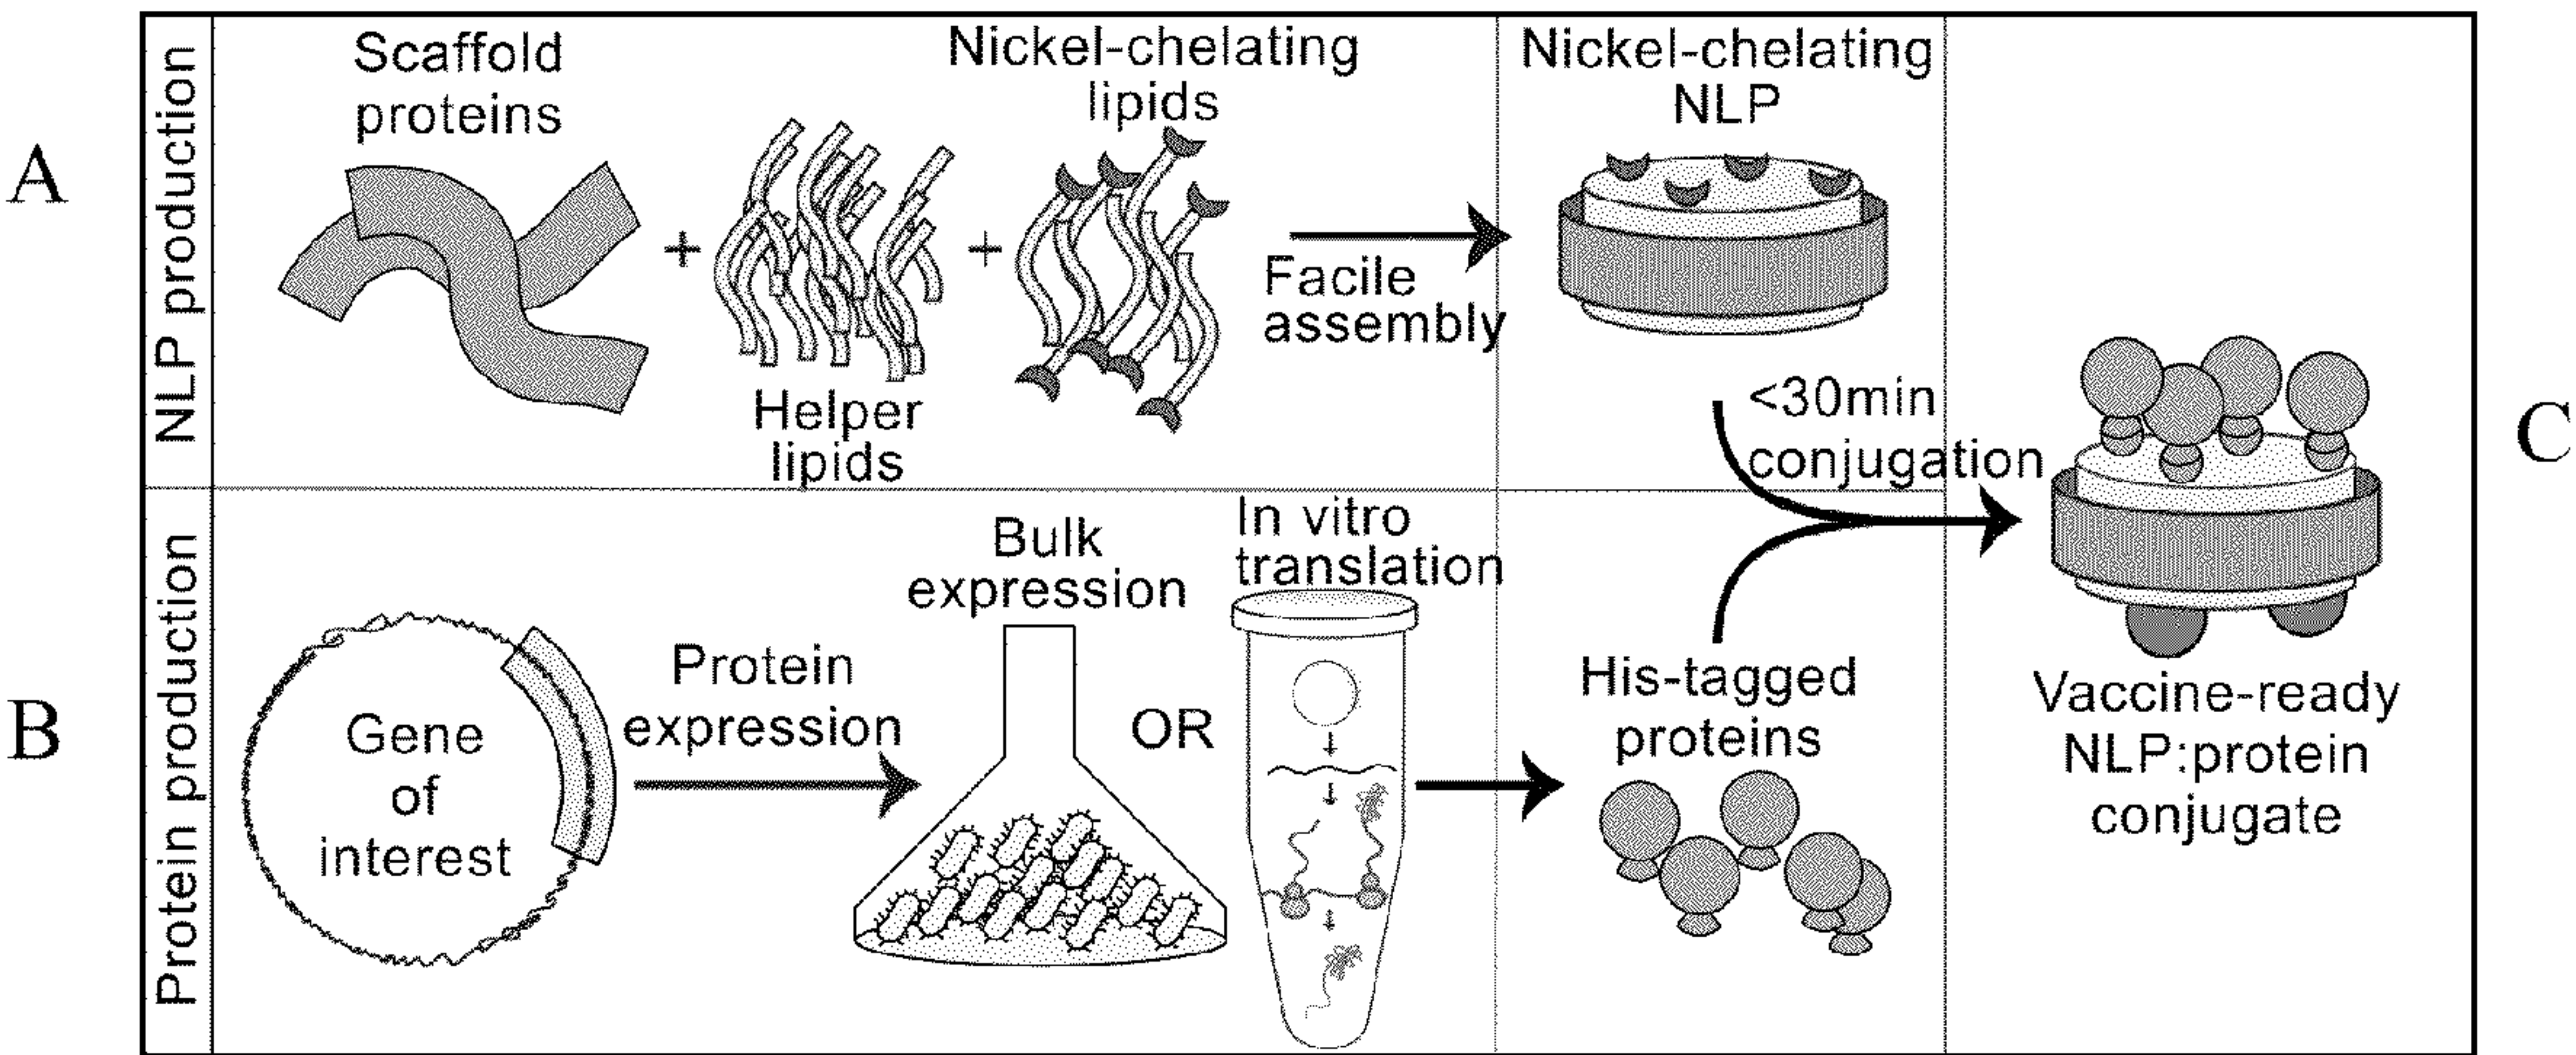 A
NLP production
Scaffold
proteins
+
Helper
lipids
+
Nickel-chelating
lipids
Facile
assembly
Nickel-chelating
NLP
<30min
conjugation
B
Protein production
Gene
of
interest
Protein
expression
Bulk
expression
OR
In vitro
translation
His-tagged
proteins
C
Vaccine-ready
NLP:protein
conjugate